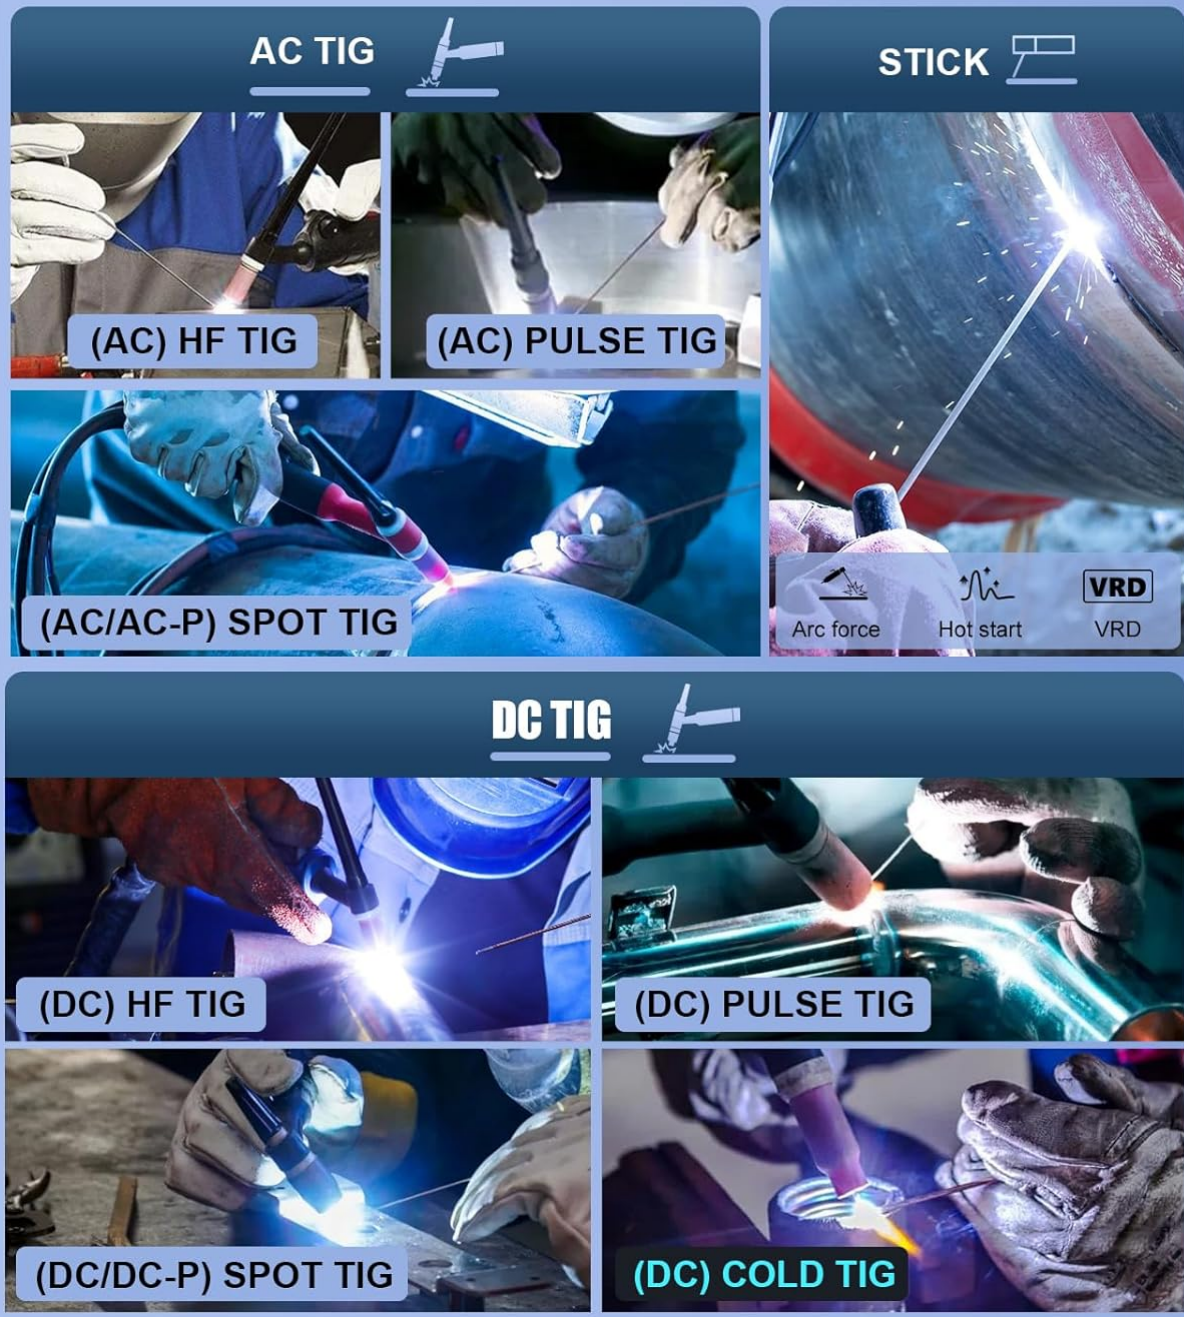 AC TIG
(AC) HF TIG
(AC) PULSE TIG
(AC/AC-P) SPOT TIG
STICK
Arc force
Hot start
VRD
VRD
DC TIG
(DC) HF TIG
(DC) PULSE TIG
(DC/DC-P) SPOT TIG
(DC) COLD TIG